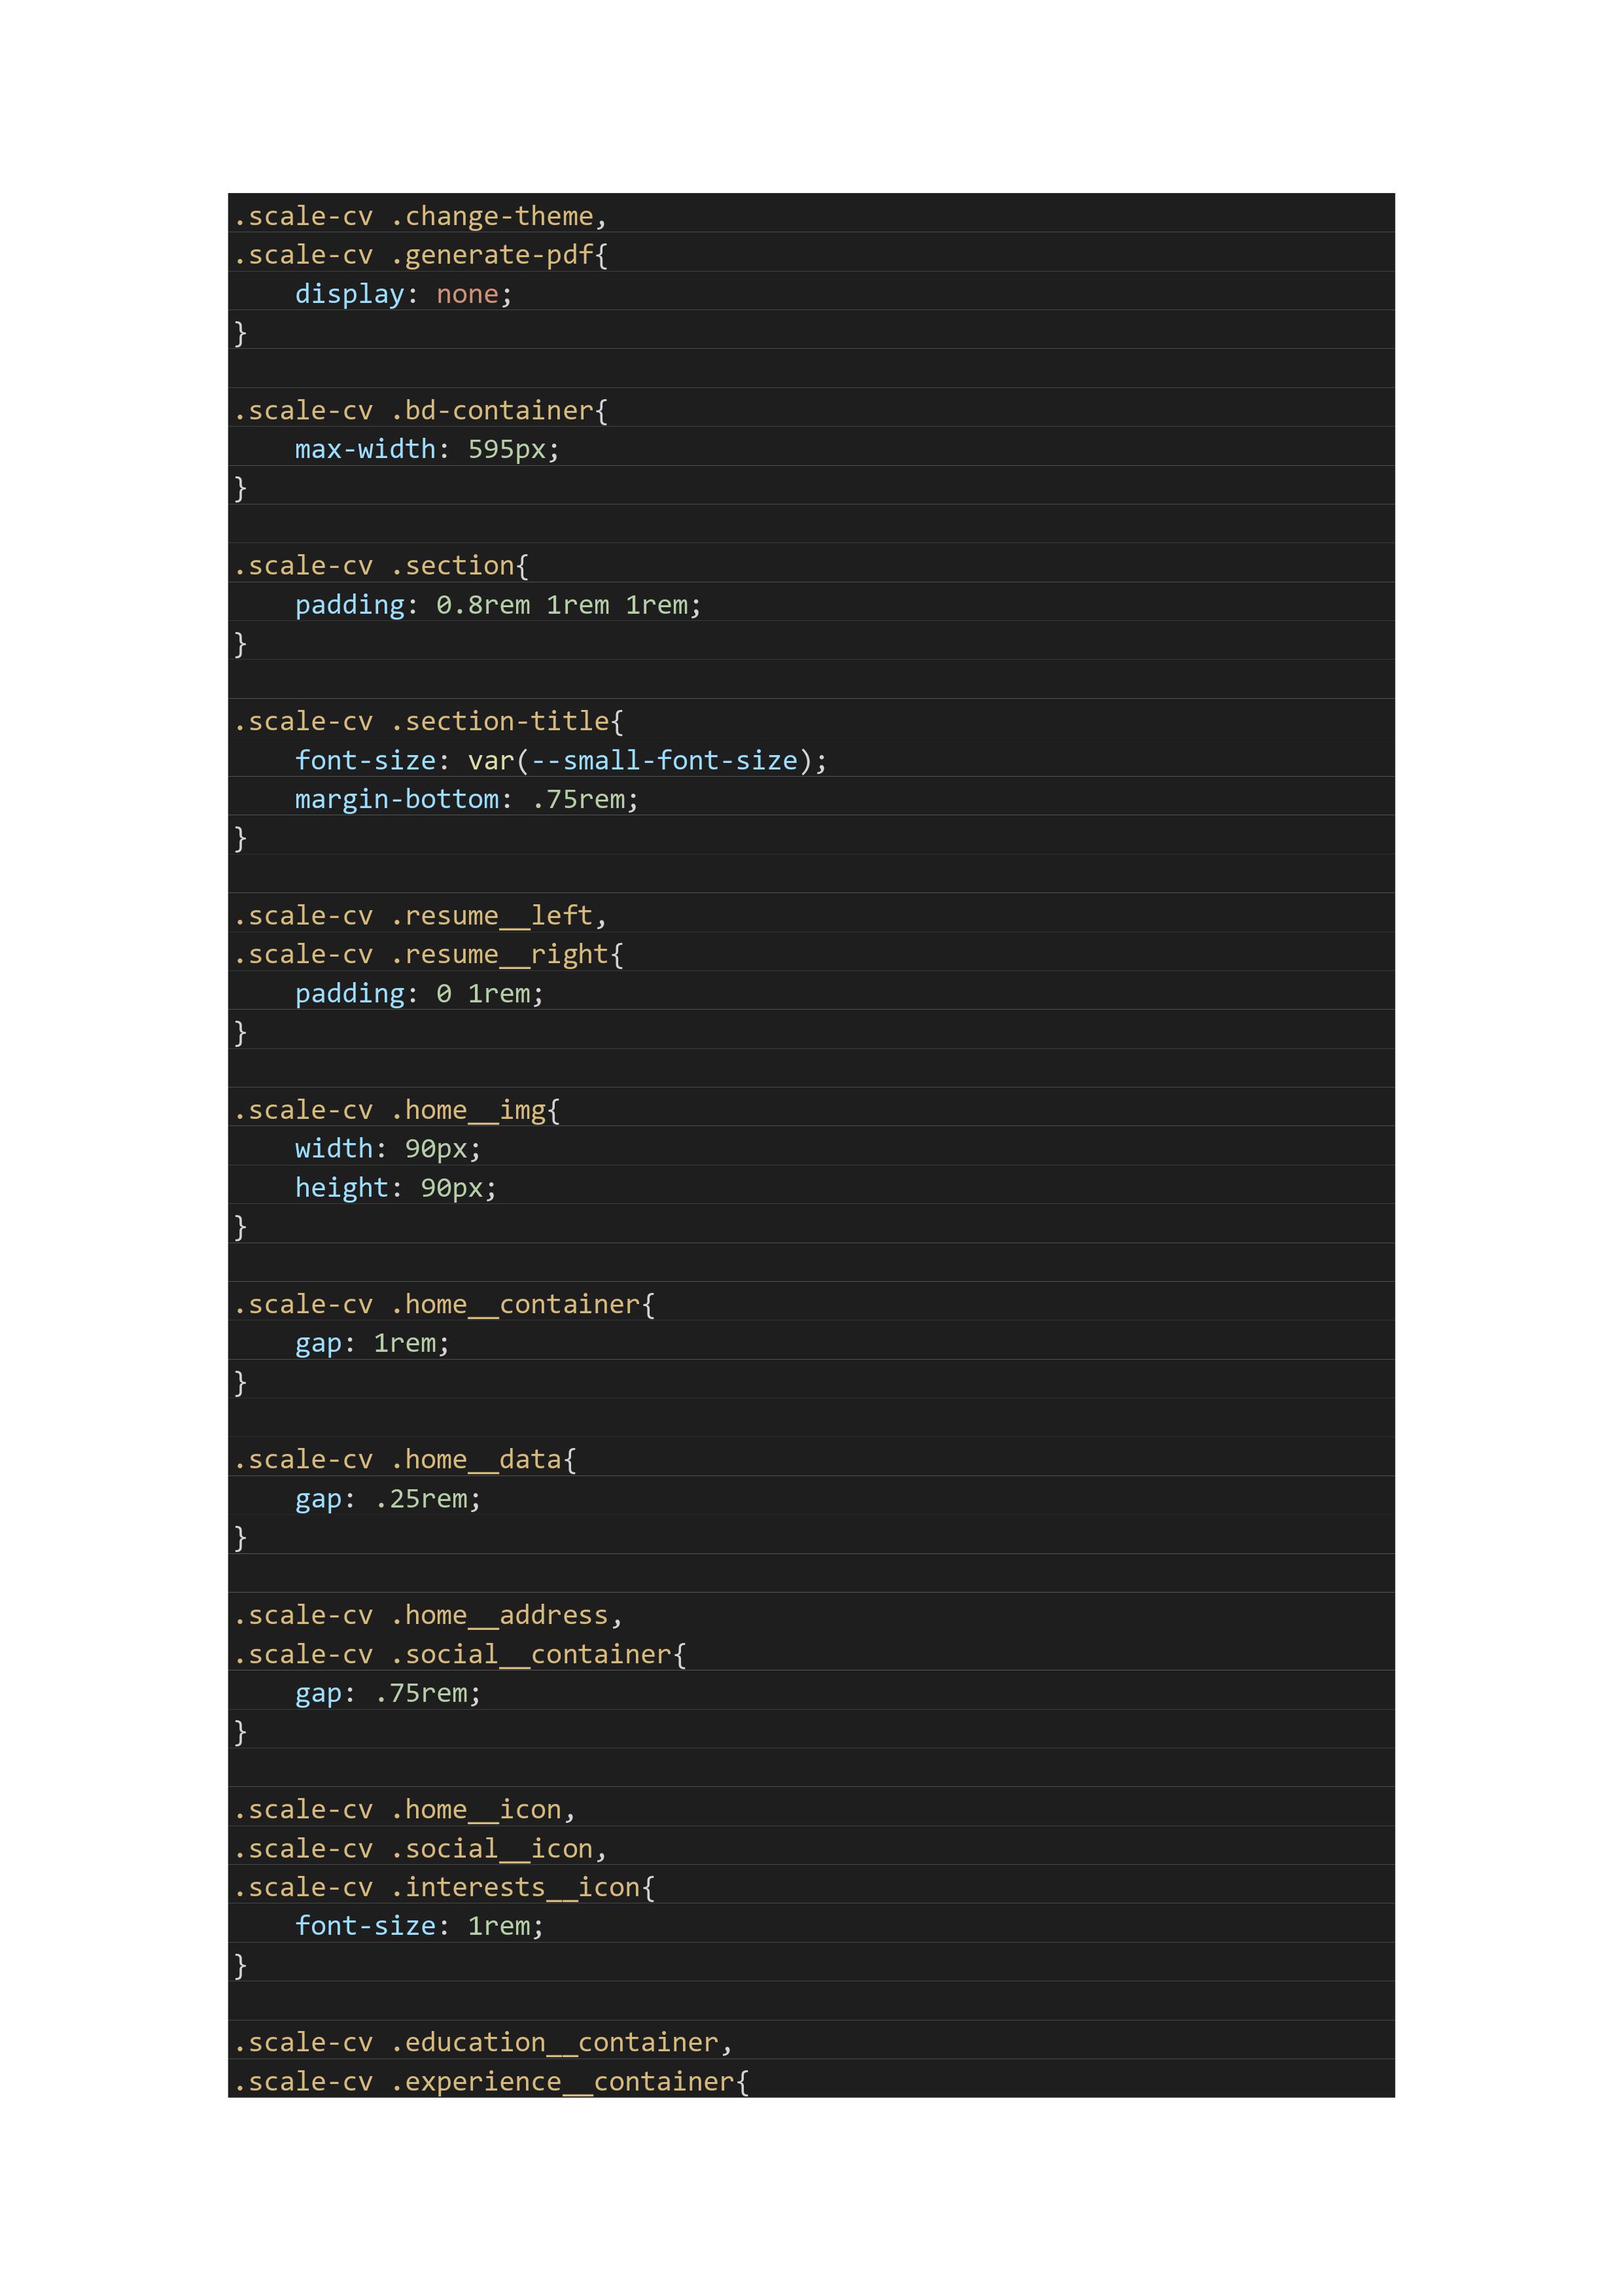 .scale-cv .change-theme,
.scale-cv .generate-pdf{
    display: none;
}

.scale-cv .bd-container{
    max-width: 595px;
}

.scale-cv .section{
    padding: 0.8rem 1rem 1rem;
}

.scale-cv .section-title{
    font-size: var(--small-font-size);
    margin-bottom: .75rem;
}

.scale-cv .resume__left,
.scale-cv .resume__right{
    padding: 0 1rem;
}

.scale-cv .home__img{
    width: 90px;
    height: 90px;
}

.scale-cv .home__container{
    gap: 1rem;
}

.scale-cv .home__data{
    gap: .25rem;
}

.scale-cv .home__address,
.scale-cv .social__container{
    gap: .75rem;
}

.scale-cv .home__icon,
.scale-cv .social__icon,
.scale-cv .interests__icon{
    font-size: 1rem;
}

.scale-cv .education__container,
.scale-cv .experience__container{